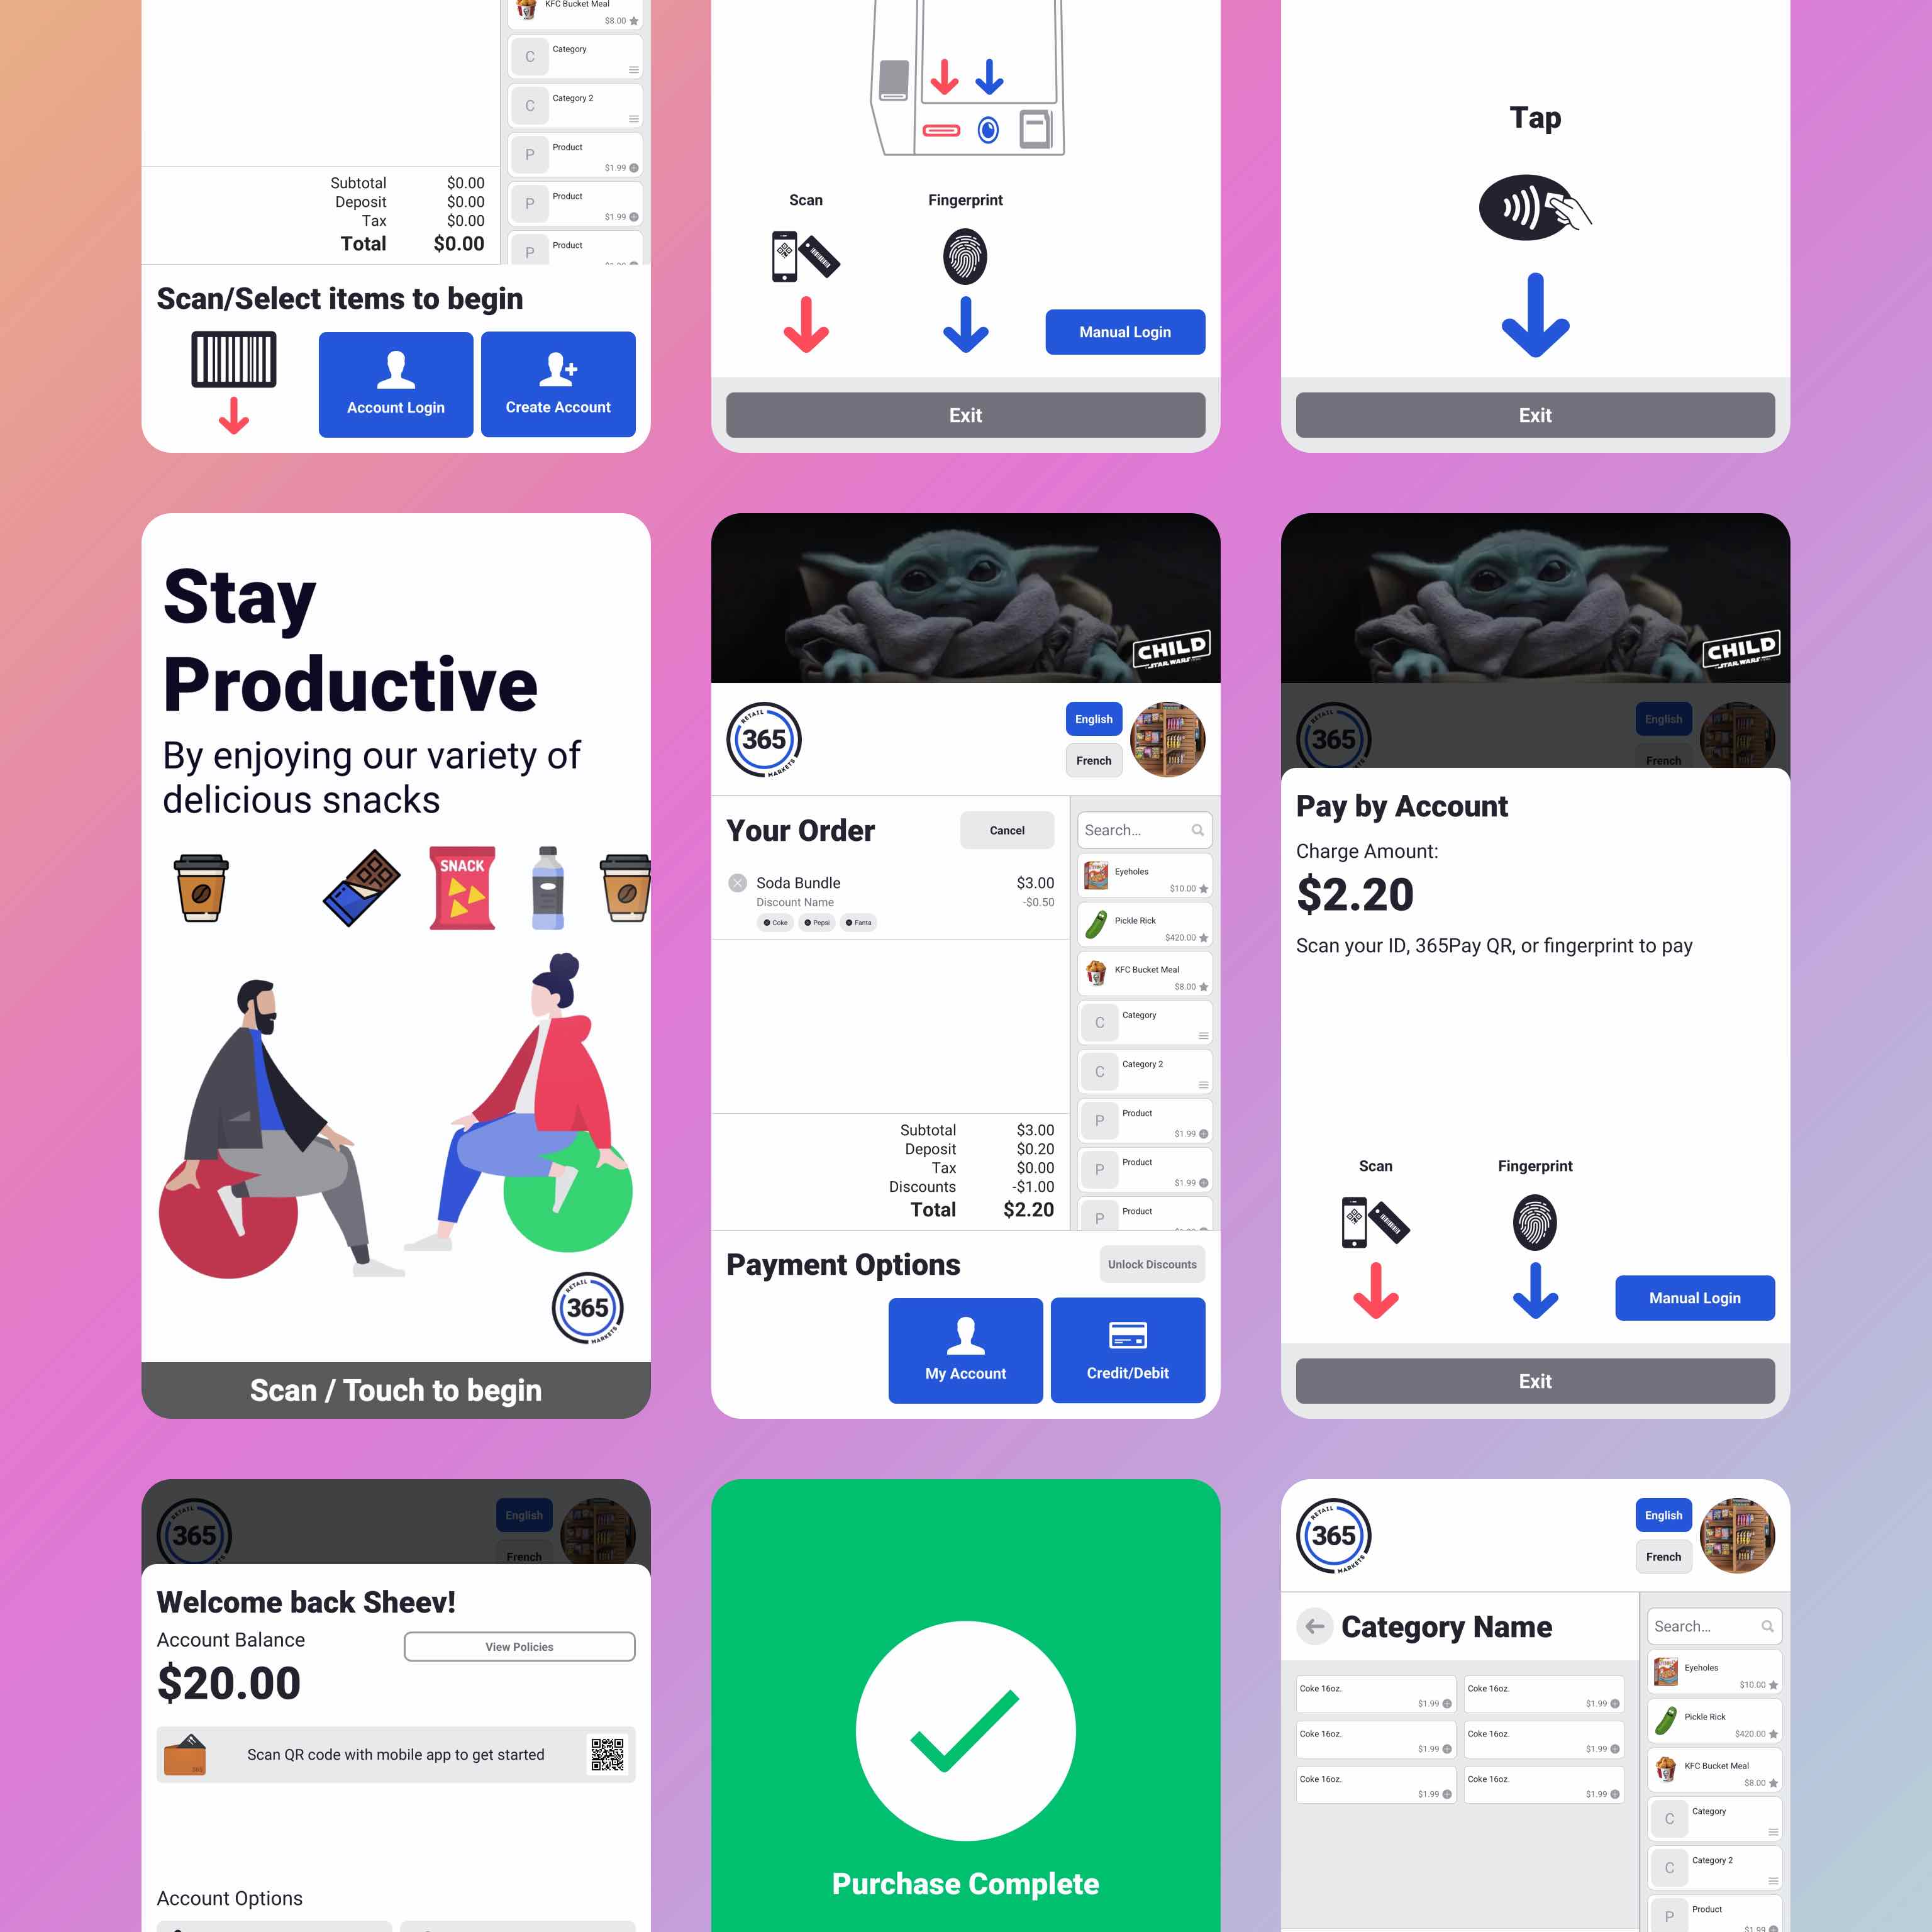 KFC Bucket Meal
$8.00
C
Category
C
Category 2
P
Product
$1.99
P
Product
$1.99
P
Product
Subtotal
$0.00
Deposit
$0.00
Tax
$0.00
Total
$0.00
Scan/Select items to begin
Account Login
Create Account
Scan
Fingerprint
Manual Login
Exit
Tap
Exit
Stay
Productive
By enjoying our variety of
delicious snacks
SNACK
RETAIL
365
MARKETS
Scan / Touch to begin
CHILD
STAR WARS
RETAIL
365
MARKETS
English
French
Your Order
Cancel
Soda Bundle
$3.00
Discount Name
-$0.50
Coke
Pepsi
Fanta
Subtotal
$3.00
Deposit
$0.20
Tax
$0.00
Discounts
-$1.00
Total
$2.20
Search...
Eyeholes
$10.00
Pickle Rick
$420.00
KFC Bucket Meal
$8.00
C
Category
C
Category 2
P
Product
$1.99
P
Product
$1.99
P
Product
Payment Options
Unlock Discounts
My Account
Credit/Debit
CHILD
STAR WARS
RETAIL
365
English
French
Pay by Account
Charge Amount:
$2.20
Scan your ID, 365Pay QR, or fingerprint to pay
Scan
Fingerprint
Manual Login
Exit
RETAIL
365
English
French
Welcome back Sheev!
Account Balance
View Policies
$20.00
365
Scan QR code with mobile app to get started
Account Options
Purchase Complete
RETAIL
365
MARKETS
English
French
Category Name
Coke 16oz.
$1.99
Coke 16oz.
$1.99
Coke 16oz.
$1.99
Coke 16oz.
$1.99
Coke 16oz.
$1.99
Coke 16oz.
$1.99
Search...
Eyeholes
$10.00
Pickle Rick
$420.00
KFC Bucket Meal
$8.00
C
Category
C
Category 2
P
Product
$1.99